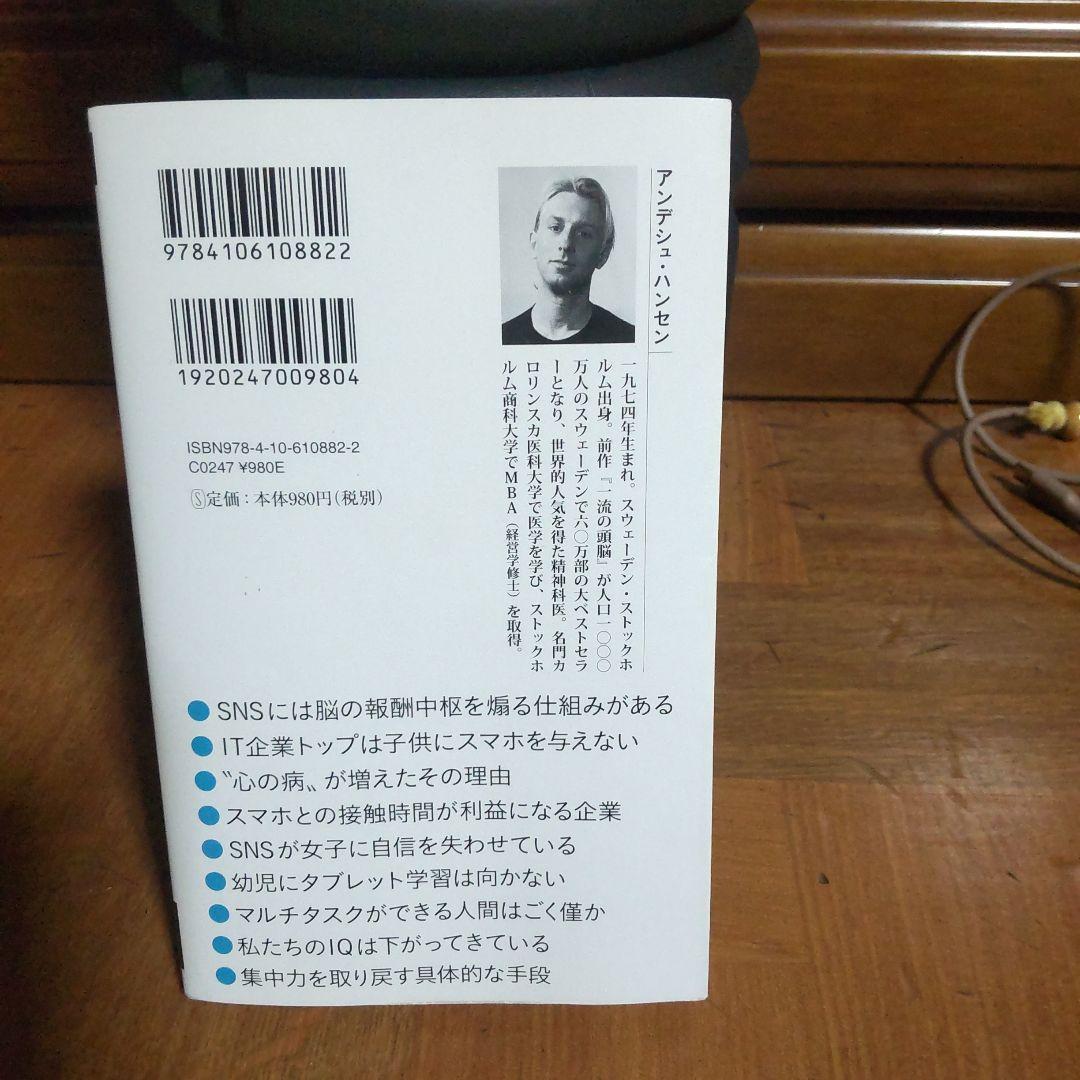 9784106108822
1920247009804
ISBN978-4-10-610882-2
C0247 ¥980E
Ⓢ定価:本体980円(税別)
アンデシュ・ハンセン
一九七四年生まれ。スウェーデン・ストックホ
ルム出身。前作『一流の頭脳』が人口一〇〇〇
万人のスウェーデンで六〇万部の大ベストセラ
ーとなり、世界的人気を得た精神科医。名門カ
ロリンスカ医科大学で医学を学び、ストックホ
ルム商科大学でMBA(経営学修士)を取得。
●SNSには脳の報酬中枢を煽る仕組みがある
●IT企業トップは子供にスマホを与えない
●〝心の病〟が増えたその理由
●スマホとの接触時間が利益になる企業
●SNSが女子に自信を失わせている
●幼児にタブレット学習は向かない
●マルチタスクができる人間はごく僅か
●私たちのIQは下がってきている
●集中力を取り戻す具体的な手段